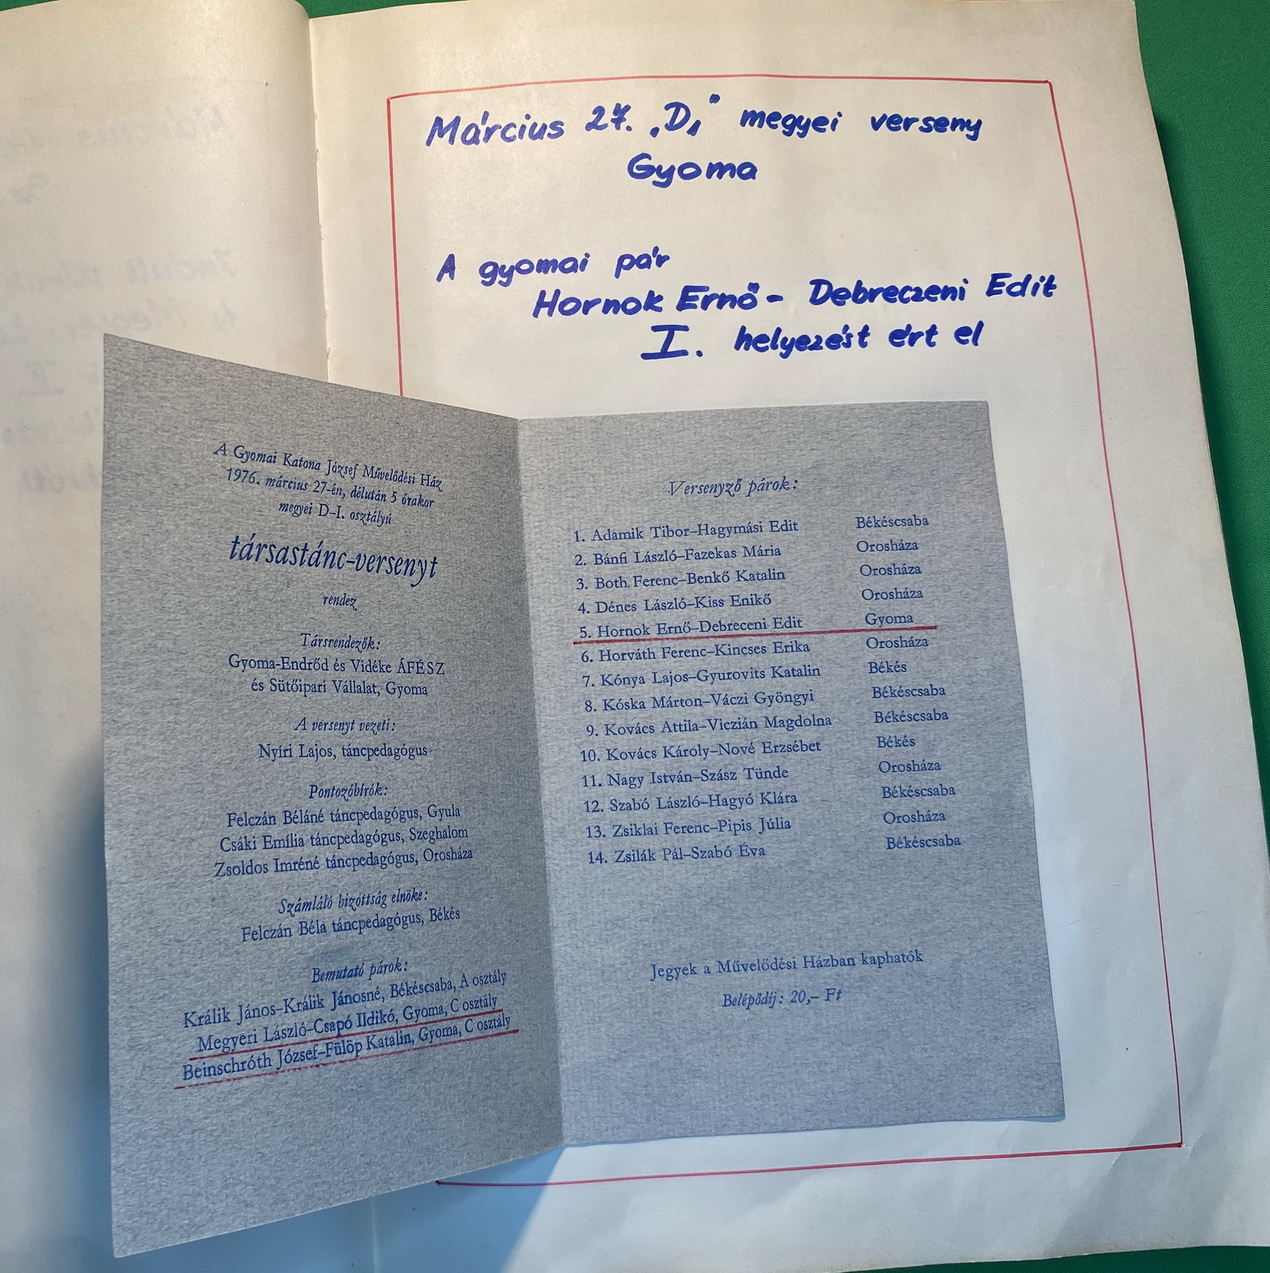 Március 27. „D₁" megyei verseny
Gyoma
A gyomai pár
Hornok Ernő - Debreczeni Edit
I. helyezést ért el
A Gyomai Katona József Művelődési Ház
1976. március 27-én, délután 5 órakor
megyei D-I. osztályú
társastánc-versenyt
rendez
Társrendezők:
Gyoma-Endrőd és Vidéke ÁFÉSZ
és Sütőipari Vállalat, Gyoma
A versenyt vezeti:
Nyíri Lajos, táncpedagógus
Pontozóbírók:
Felczán Béláné táncpedagógus, Gyula
Csáki Emília táncpedagógus, Szeghalom
Zsoldos Imréné táncpedagógus, Orosháza
Számláló bizottság elnöke:
Felczán Béla táncpedagógus, Békés
Bemutató párok:
Králik János–Králik Jánosné, Békéscsaba, A osztály
Megyeri László–Csapó Ildikó, Gyoma, C osztály
Beinschróth József–Fülöp Katalin, Gyoma, C osztály
Versenyző párok:
1. Adamik Tibor–Hagymási Edit Békéscsaba
2. Bánfi László–Fazekas Mária Orosháza
3. Both Ferenc–Benkő Katalin Orosháza
4. Dénes László–Kiss Enikő Orosháza
5. Hornok Ernő–Debreceni Edit Gyoma
6. Horváth Ferenc–Kincses Erika Orosháza
7. Kónya Lajos–Gyurovits Katalin Békés
8. Kóska Márton–Váczi Gyöngyi Békéscsaba
9. Kovács Attila–Viczián Magdolna Békéscsaba
10. Kovács Károly–Nové Erzsébet Békés
11. Nagy István–Szász Tünde Orosháza
12. Szabó László–Hagyó Klára Békéscsaba
13. Zsiklai Ferenc–Pipis Júlia Orosháza
14. Zsilák Pál–Szabó Éva Békéscsaba
Jegyek a Művelődési Házban kaphatók
Belépődíj: 20,– Ft